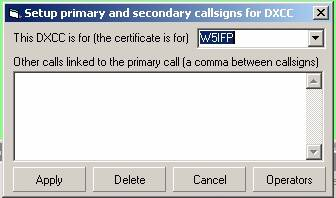 Setup primary and secondary callsigns for DXCC
This DXCC is for (the certificate is for) W5IFP
Other calls linked to the primary call (a comma between callsigns)
Apply Delete Cancel Operators